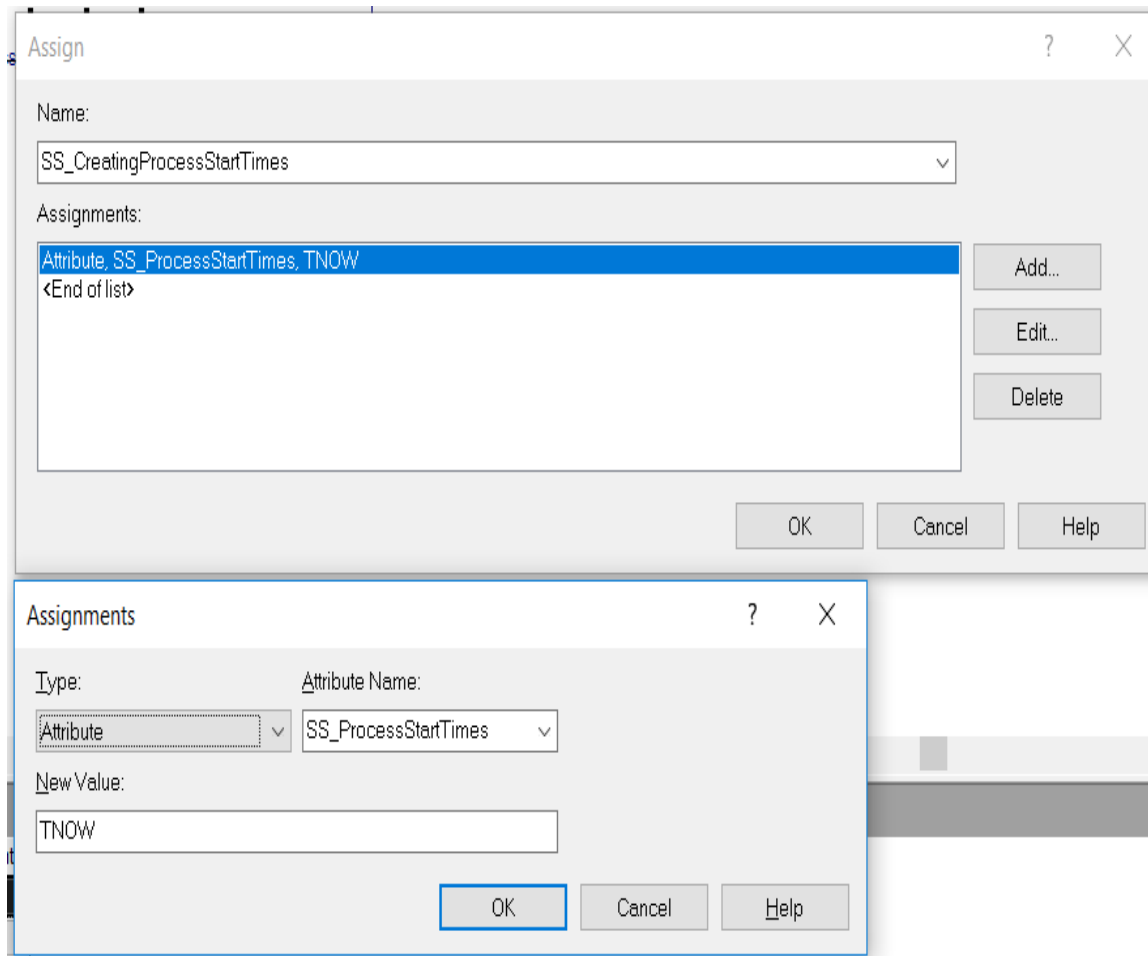 Assign
?
Name:
SS_CreatingProcessStartTimes
Assignments:
Attribute, SS_ProcessStartTimes, TNOW
<End of list>
Add...
Edit...
Delete
OK
Cancel
Help
Assignments
?
Type:
Attribute Name:
Attribute
SS_ProcessStartTimes
New Value:
TNOW
OK
Cancel
Help